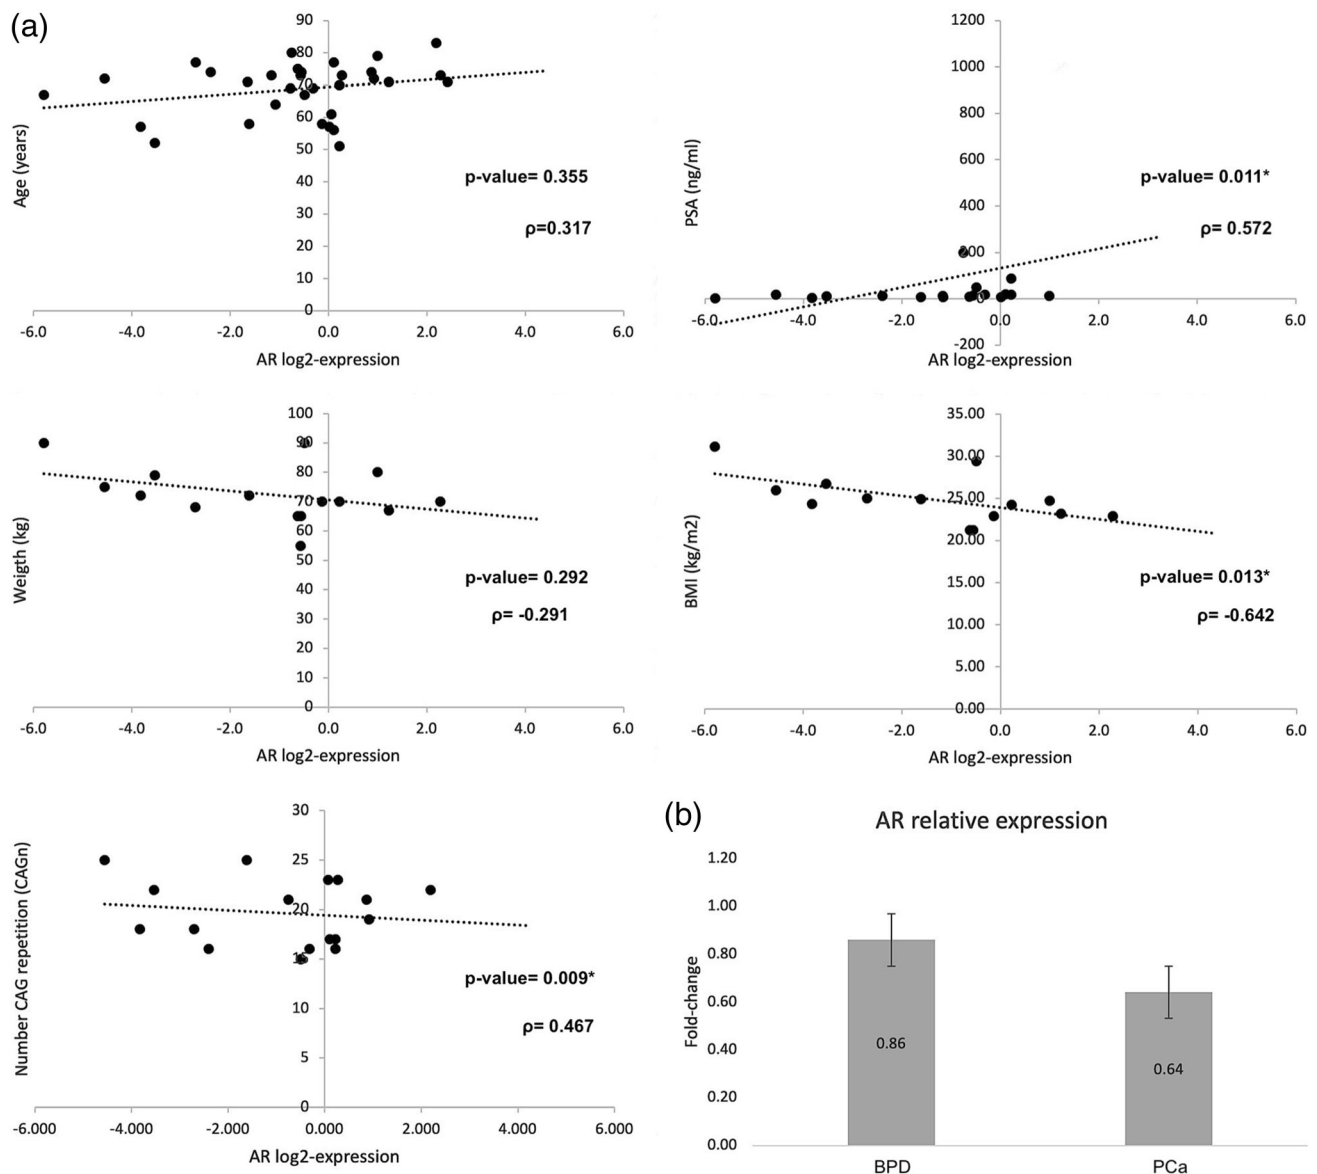 (a)
90
80
70
60
50
40
30
20
10
0
Age (years)
p-value= 0.355
ρ=0.317
-6.0 -4.0 -2.0 0.0 2.0 4.0 6.0
AR log2-expression
1200
1000
800
600
400
200
0
-200
PSA (ng/ml)
p-value= 0.011*
ρ= 0.572
-6.0 -4.0 -2.0 0.0 2.0 4.0 6.0
AR log2-expression
100
90
80
70
60
50
40
30
20
10
0
Weigth (kg)
p-value= 0.292
ρ= -0.291
-6.0 -4.0 -2.0 0.0 2.0 4.0 6.0
AR log2-expression
35.00
30.00
25.00
20.00
15.00
10.00
5.00
0.00
BMI (kg/m2)
p-value= 0.013*
ρ= -0.642
-6.0 -4.0 -2.0 0.0 2.0 4.0 6.0
AR log2-expression
30
25
20
15
10
5
0
Number CAG repetition (CAGn)
p-value= 0.009*
ρ= 0.467
-6.000 -4.000 -2.000 0.000 2.000 4.000 6.000
AR log2-expression
(b)
AR relative expression
1.20
1.00
0.80
0.60
0.40
0.20
0.00
Fold-change
0.86
0.64
BPD PCa